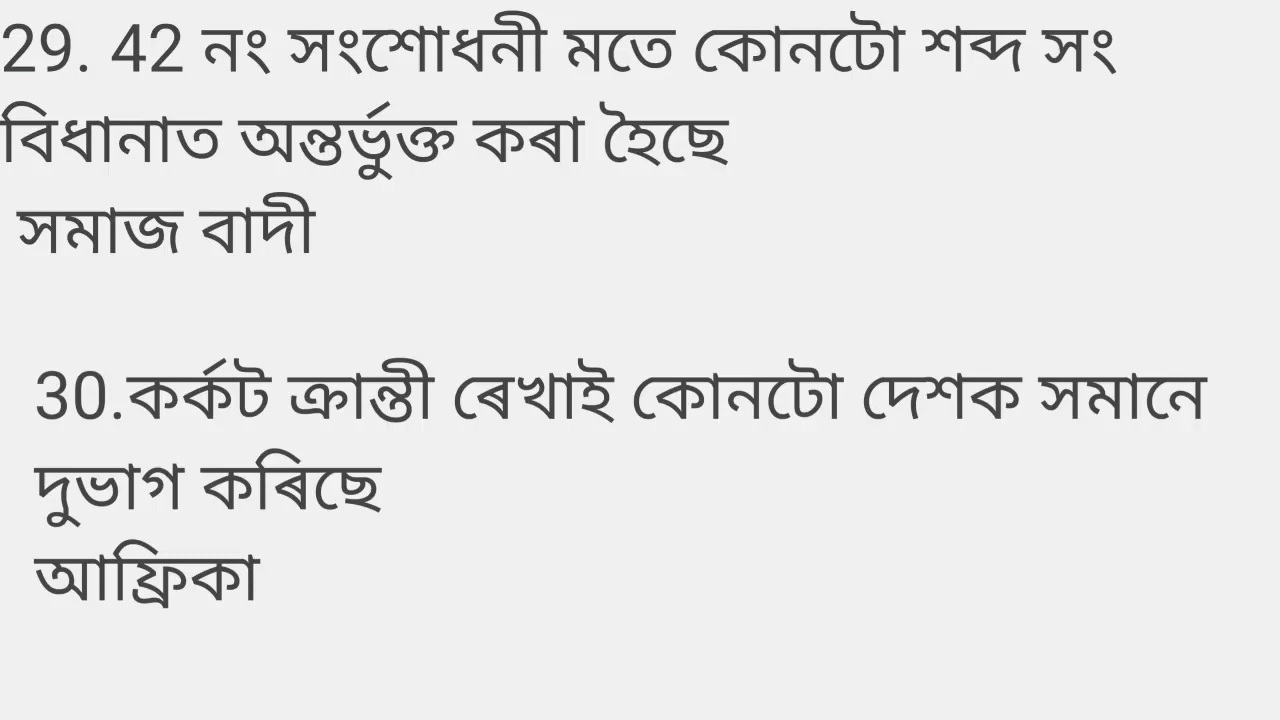 29. 42 নং সংশোধনী মতে কোনটো শব্দ সং
বিধানাত অন্তৰ্ভুক্ত কৰা হৈছে
সমাজ বাদী
30.কৰ্কট ক্ৰান্তী ৰেখাই কোনটো দেশক সমানে
দুভাগ কৰিছে
আফ্ৰিকা